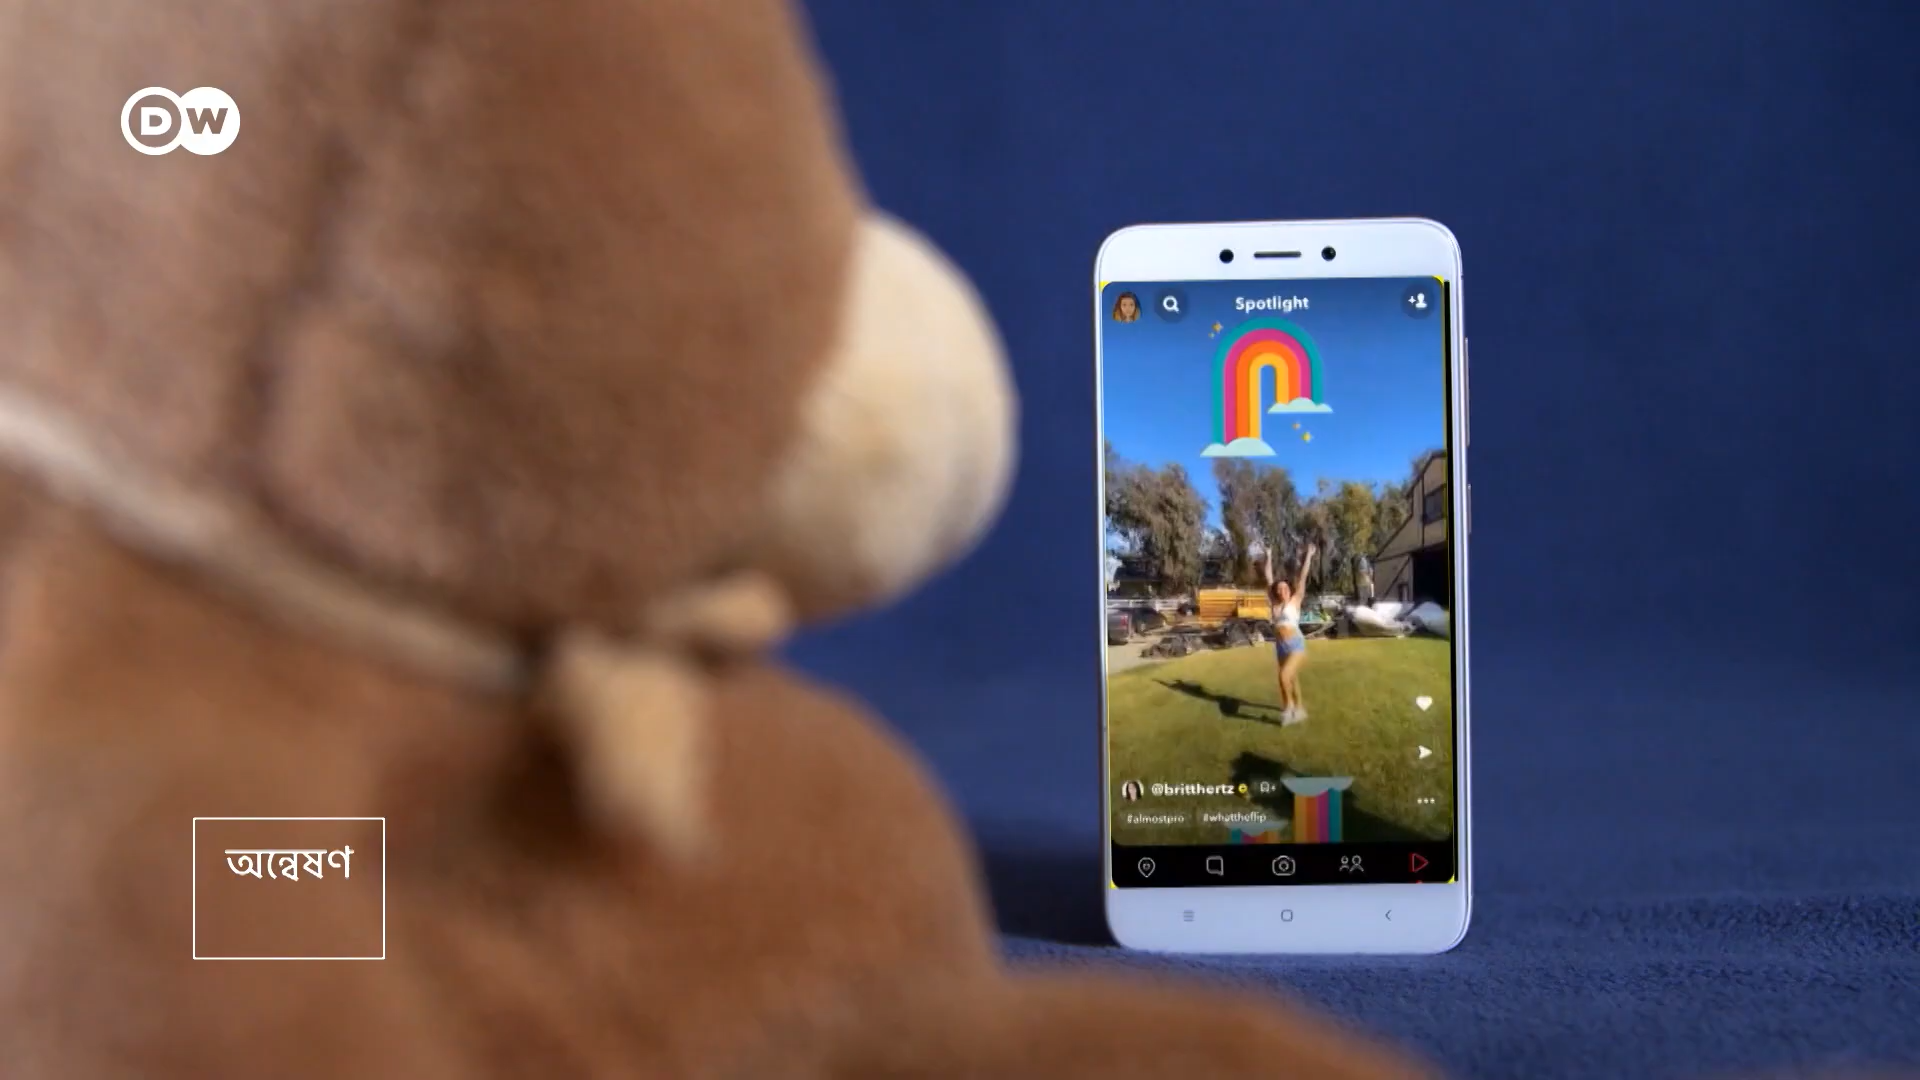 DW
Spotlight
@britthertz
#almostpro #whattheflip
অন্বেষণ